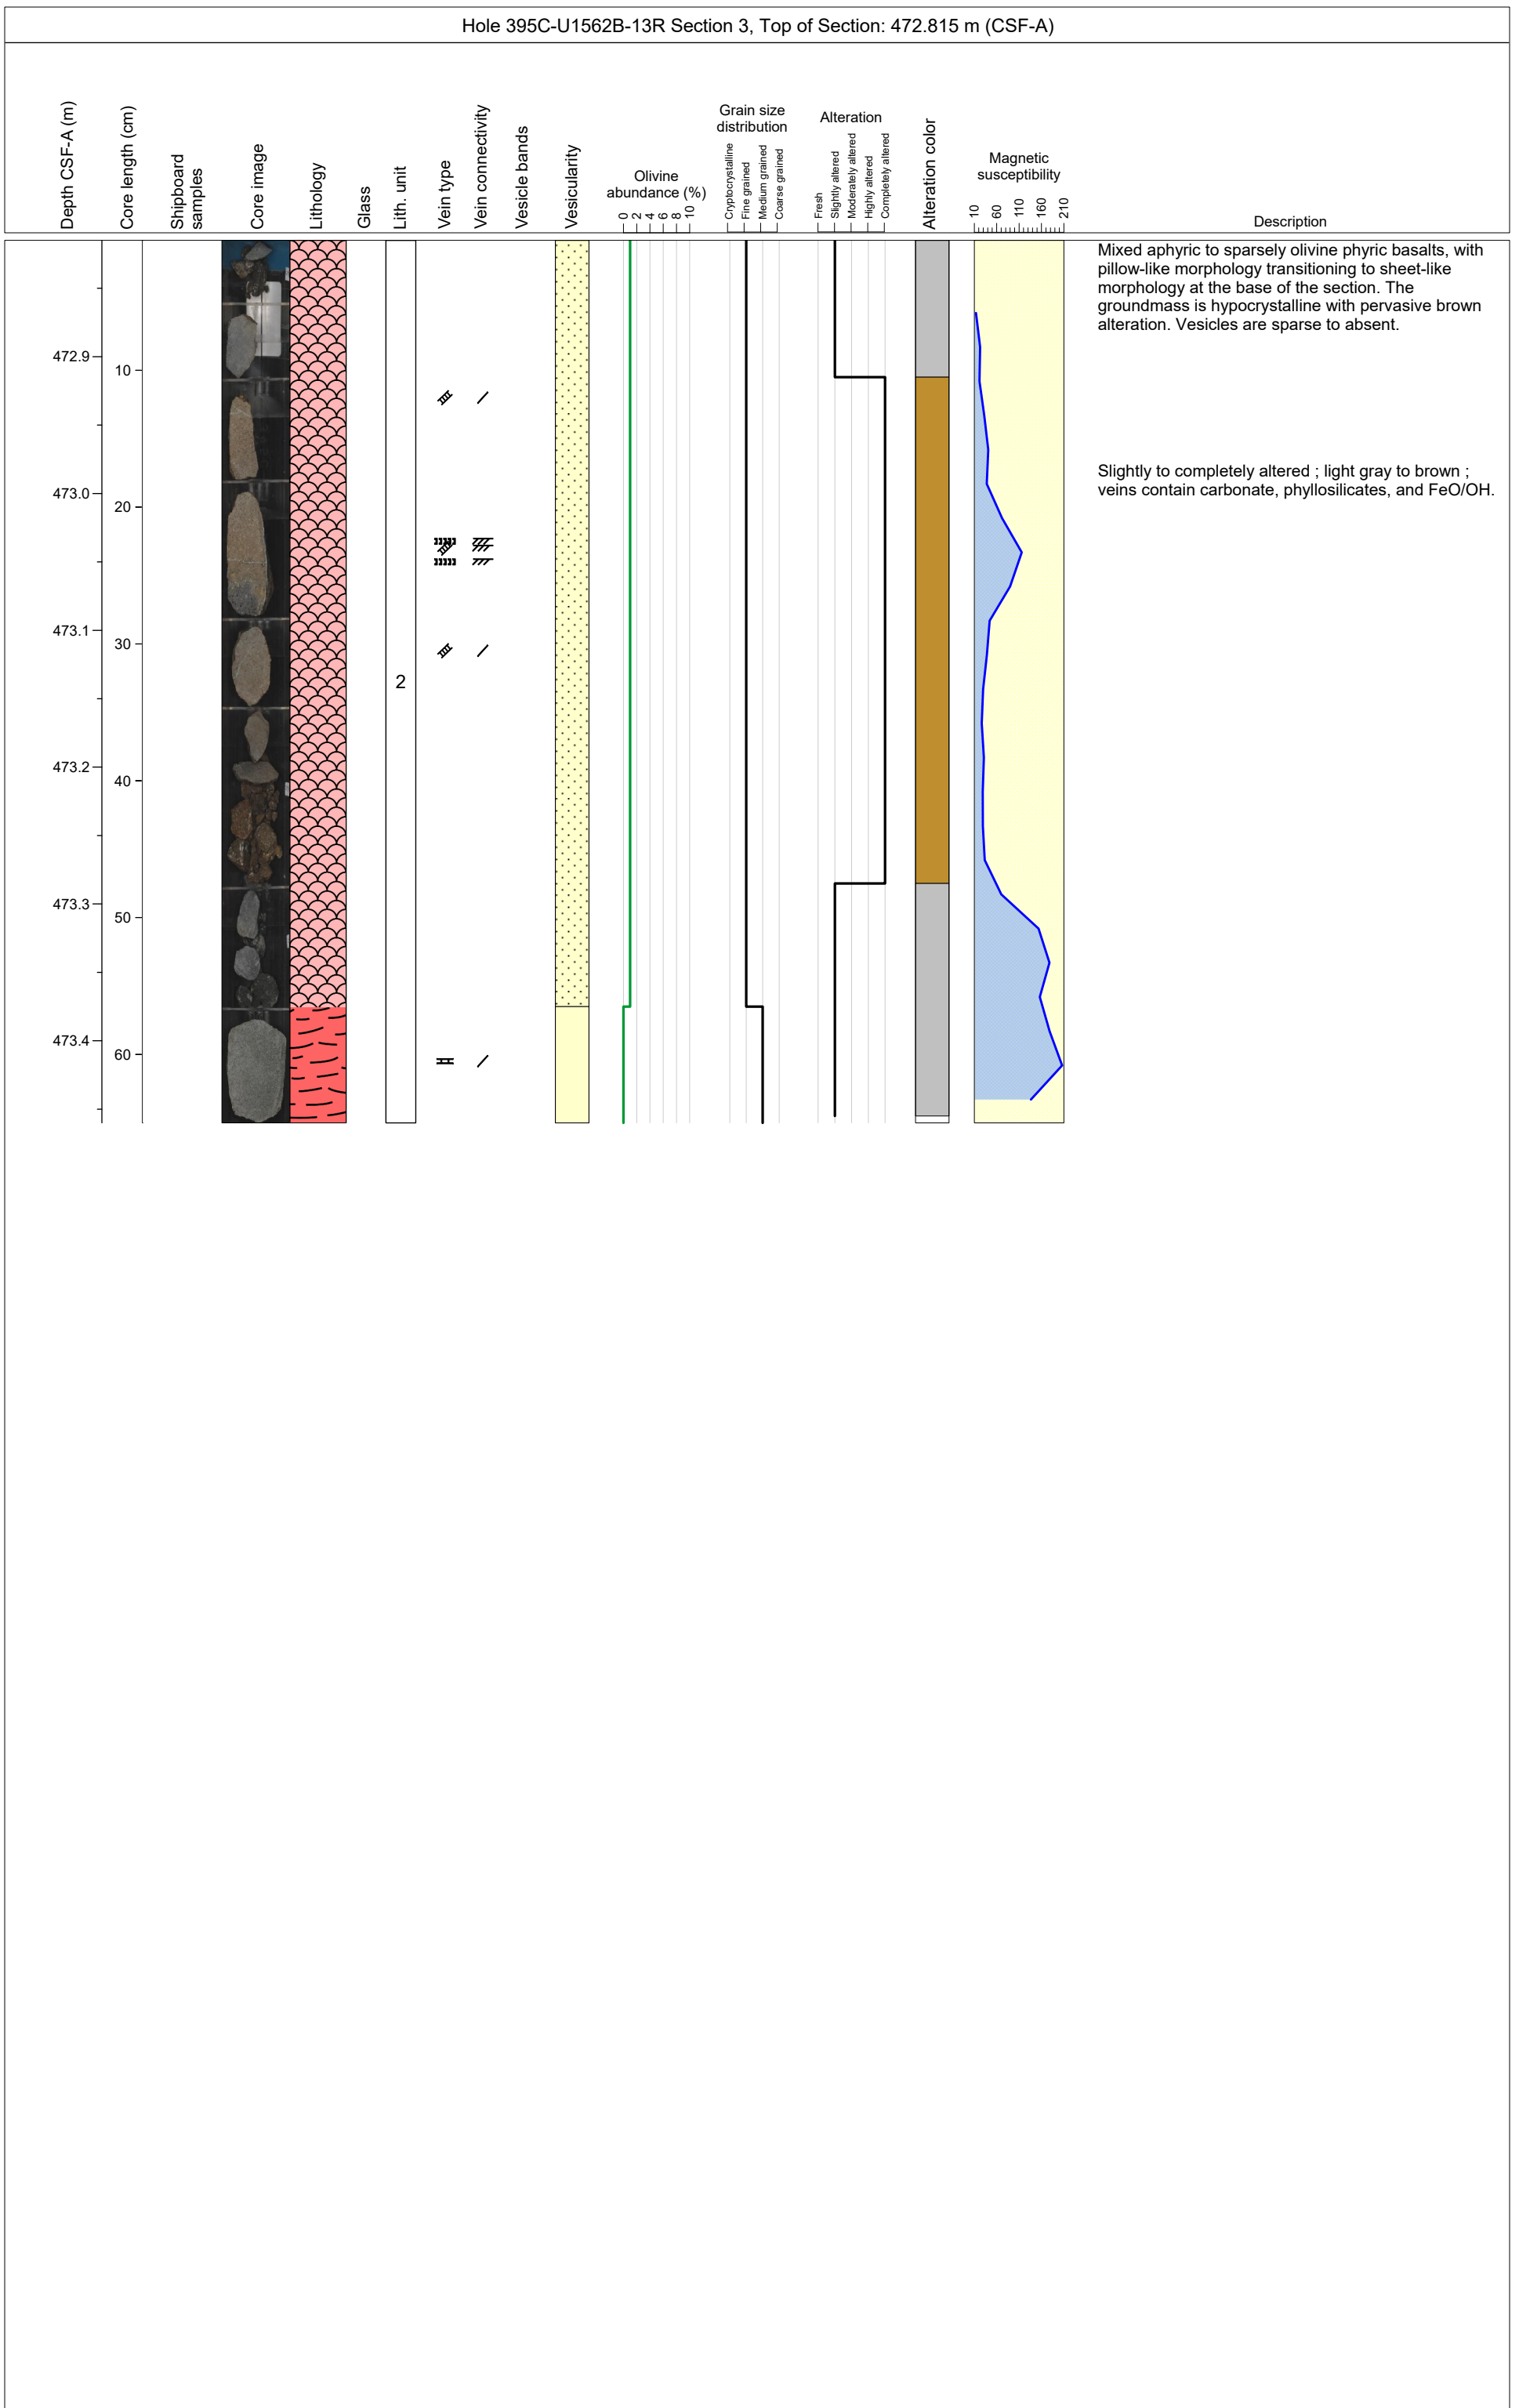 Hole 395C-U1562B-13R Section 3, Top of Section: 472.815 m (CSF-A)
Depth CSF-A (m)
Core length (cm)
Shipboard
samples
Core image
Lithology
Glass
Lith. unit
Vein type
Vein connectivity
Vesicle bands
Vesicularity
Olivine
abundance (%)
0 2 4 6 8 10
Grain size
distribution
Cryptocrystalline
Fine grained
Medium grained
Coarse grained
Alteration
Fresh
Slightly altered
Moderately altered
Highly altered
Completely altered
Alteration color
Magnetic
susceptibility
10 60 110 160 210
Description
Mixed aphyric to sparsely olivine phyric basalts, with
pillow-like morphology transitioning to sheet-like
morphology at the base of the section. The
groundmass is hypocrystalline with pervasive brown
alteration. Vesicles are sparse to absent.
472.9
10
Slightly to completely altered ; light gray to brown ;
veins contain carbonate, phyllosilicates, and FeO/OH.
473.0
20
473.1
30
2
473.2
40
473.3
50
473.4
60